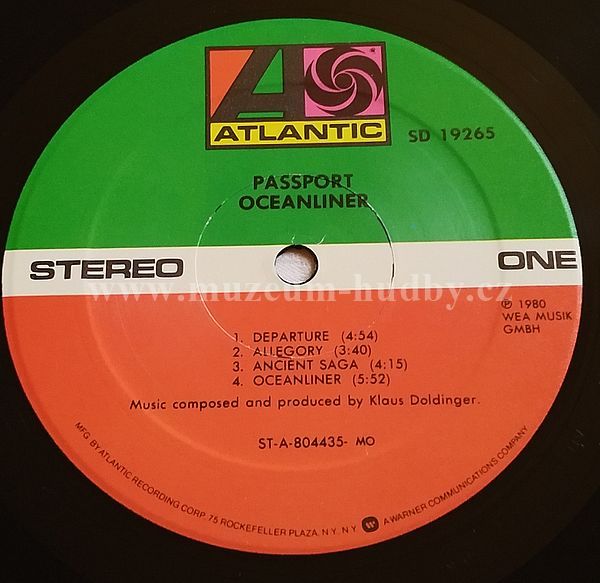 ATLANTIC
SD 19265
PASSPORT
OCEANLINER
STEREO
ONE
www.muzeum-hudby.cz
℗ 1980
WEA MUSIK
GMBH
1. DEPARTURE (4:54)
2. ALLEGORY (3:40)
3. ANCIENT SAGA (4:15)
4. OCEANLINER (5:52)
Music composed and produced by Klaus Doldinger.
ST-A-804435- MO
MFG. BY ATLANTIC RECORDING CORP. 75 ROCKEFELLER PLAZA, N.Y. N.Y. A WARNER COMMUNICATIONS COMPANY